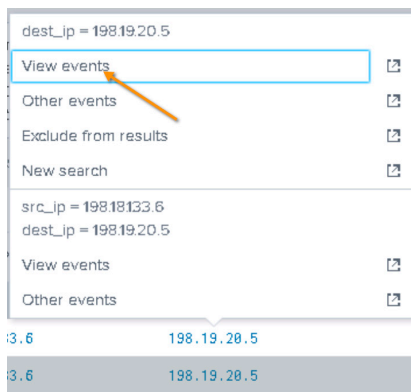 dest_ip = 198.19.20.5
View events
Other events
Exclude from results
New search
src_ip = 198.18.133.6
dest_ip = 198.19.20.5
View events
Other events
3.6 198.19.20.5
3.6 198.19.20.5